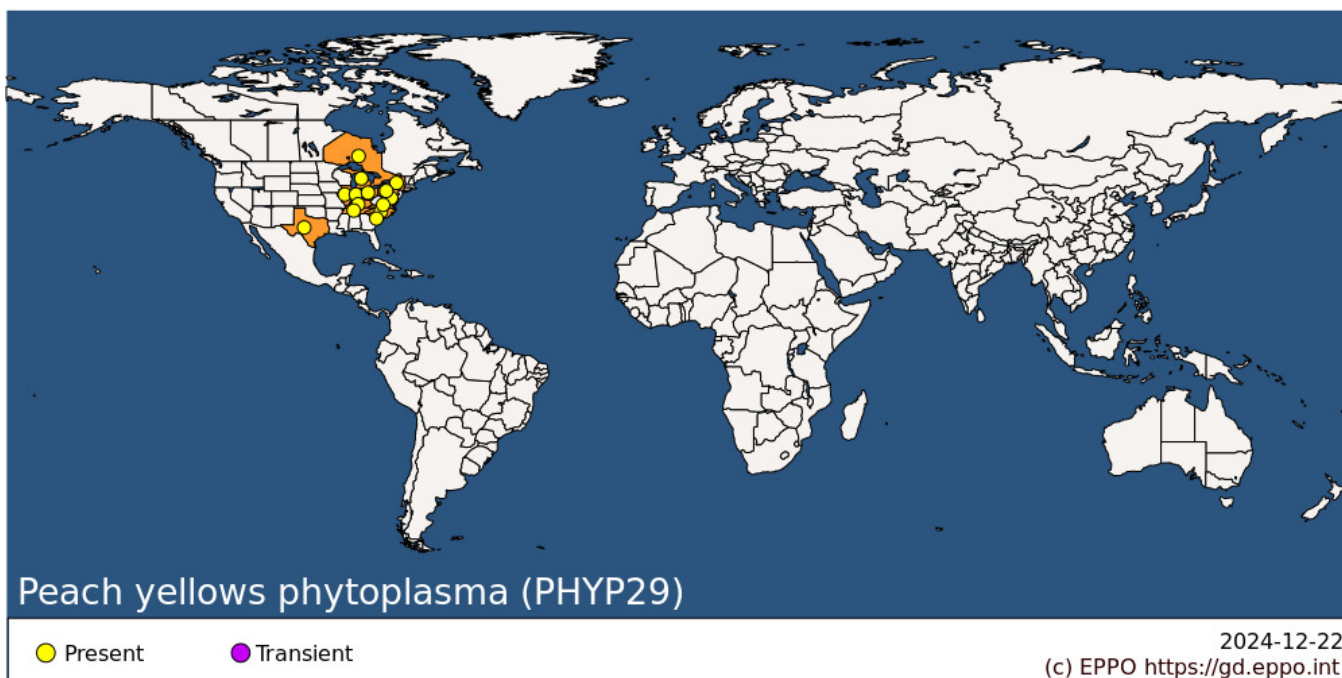 Peach yellows phytoplasma (PHYP29)
Present
Transient
2024-12-22
(c) EPPO https://gd.eppo.int